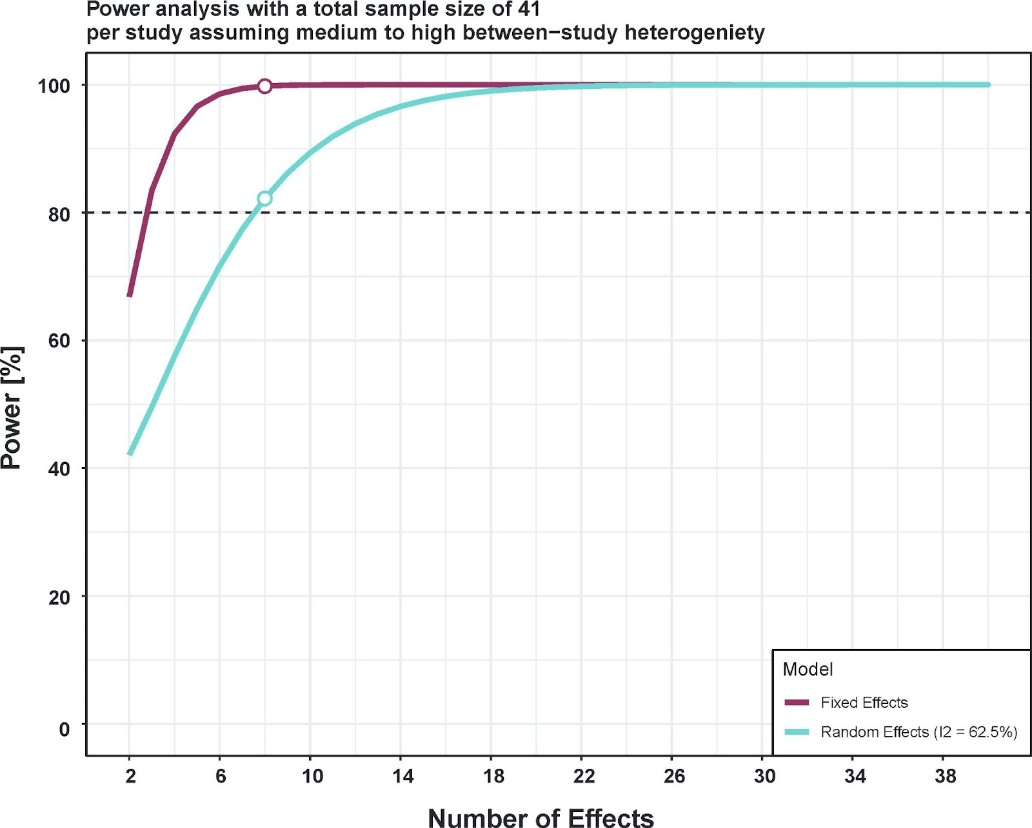 Power analysis with a total sample size of 41
per study assuming medium to high between−study heterogeniety
100
80
60
40
20
0
Power [%]
2 6 10 14 18 22 26 30 34 38
Number of Effects
Model
Fixed Effects
Random Effects (I2 = 62.5%)